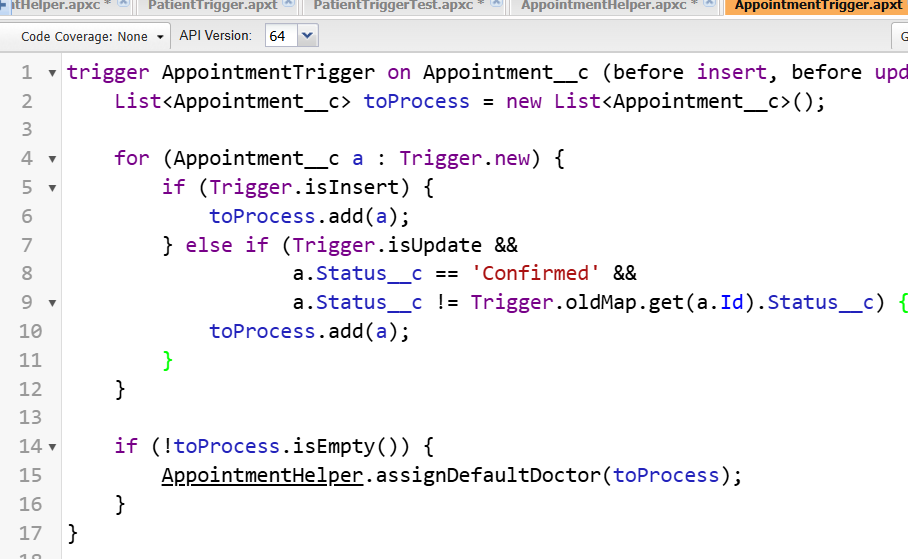 tHelper.apxc * PatientTrigger.apxt PatientTriggerTest.apxc * AppointmentHelper.apxc * AppointmentTrigger.apxt
Code Coverage: None API Version: 64 G
1 trigger AppointmentTrigger on Appointment__c (before insert, before upd
2 List<Appointment__c> toProcess = new List<Appointment__c>();
3
4 for (Appointment__c a : Trigger.new) {
5 if (Trigger.isInsert) {
6 toProcess.add(a);
7 } else if (Trigger.isUpdate &&
8 a.Status__c == 'Confirmed' &&
9 a.Status__c != Trigger.oldMap.get(a.Id).Status__c) {
10 toProcess.add(a);
11 }
12 }
13
14 if (!toProcess.isEmpty()) {
15 AppointmentHelper.assignDefaultDoctor(toProcess);
16 }
17 }
18